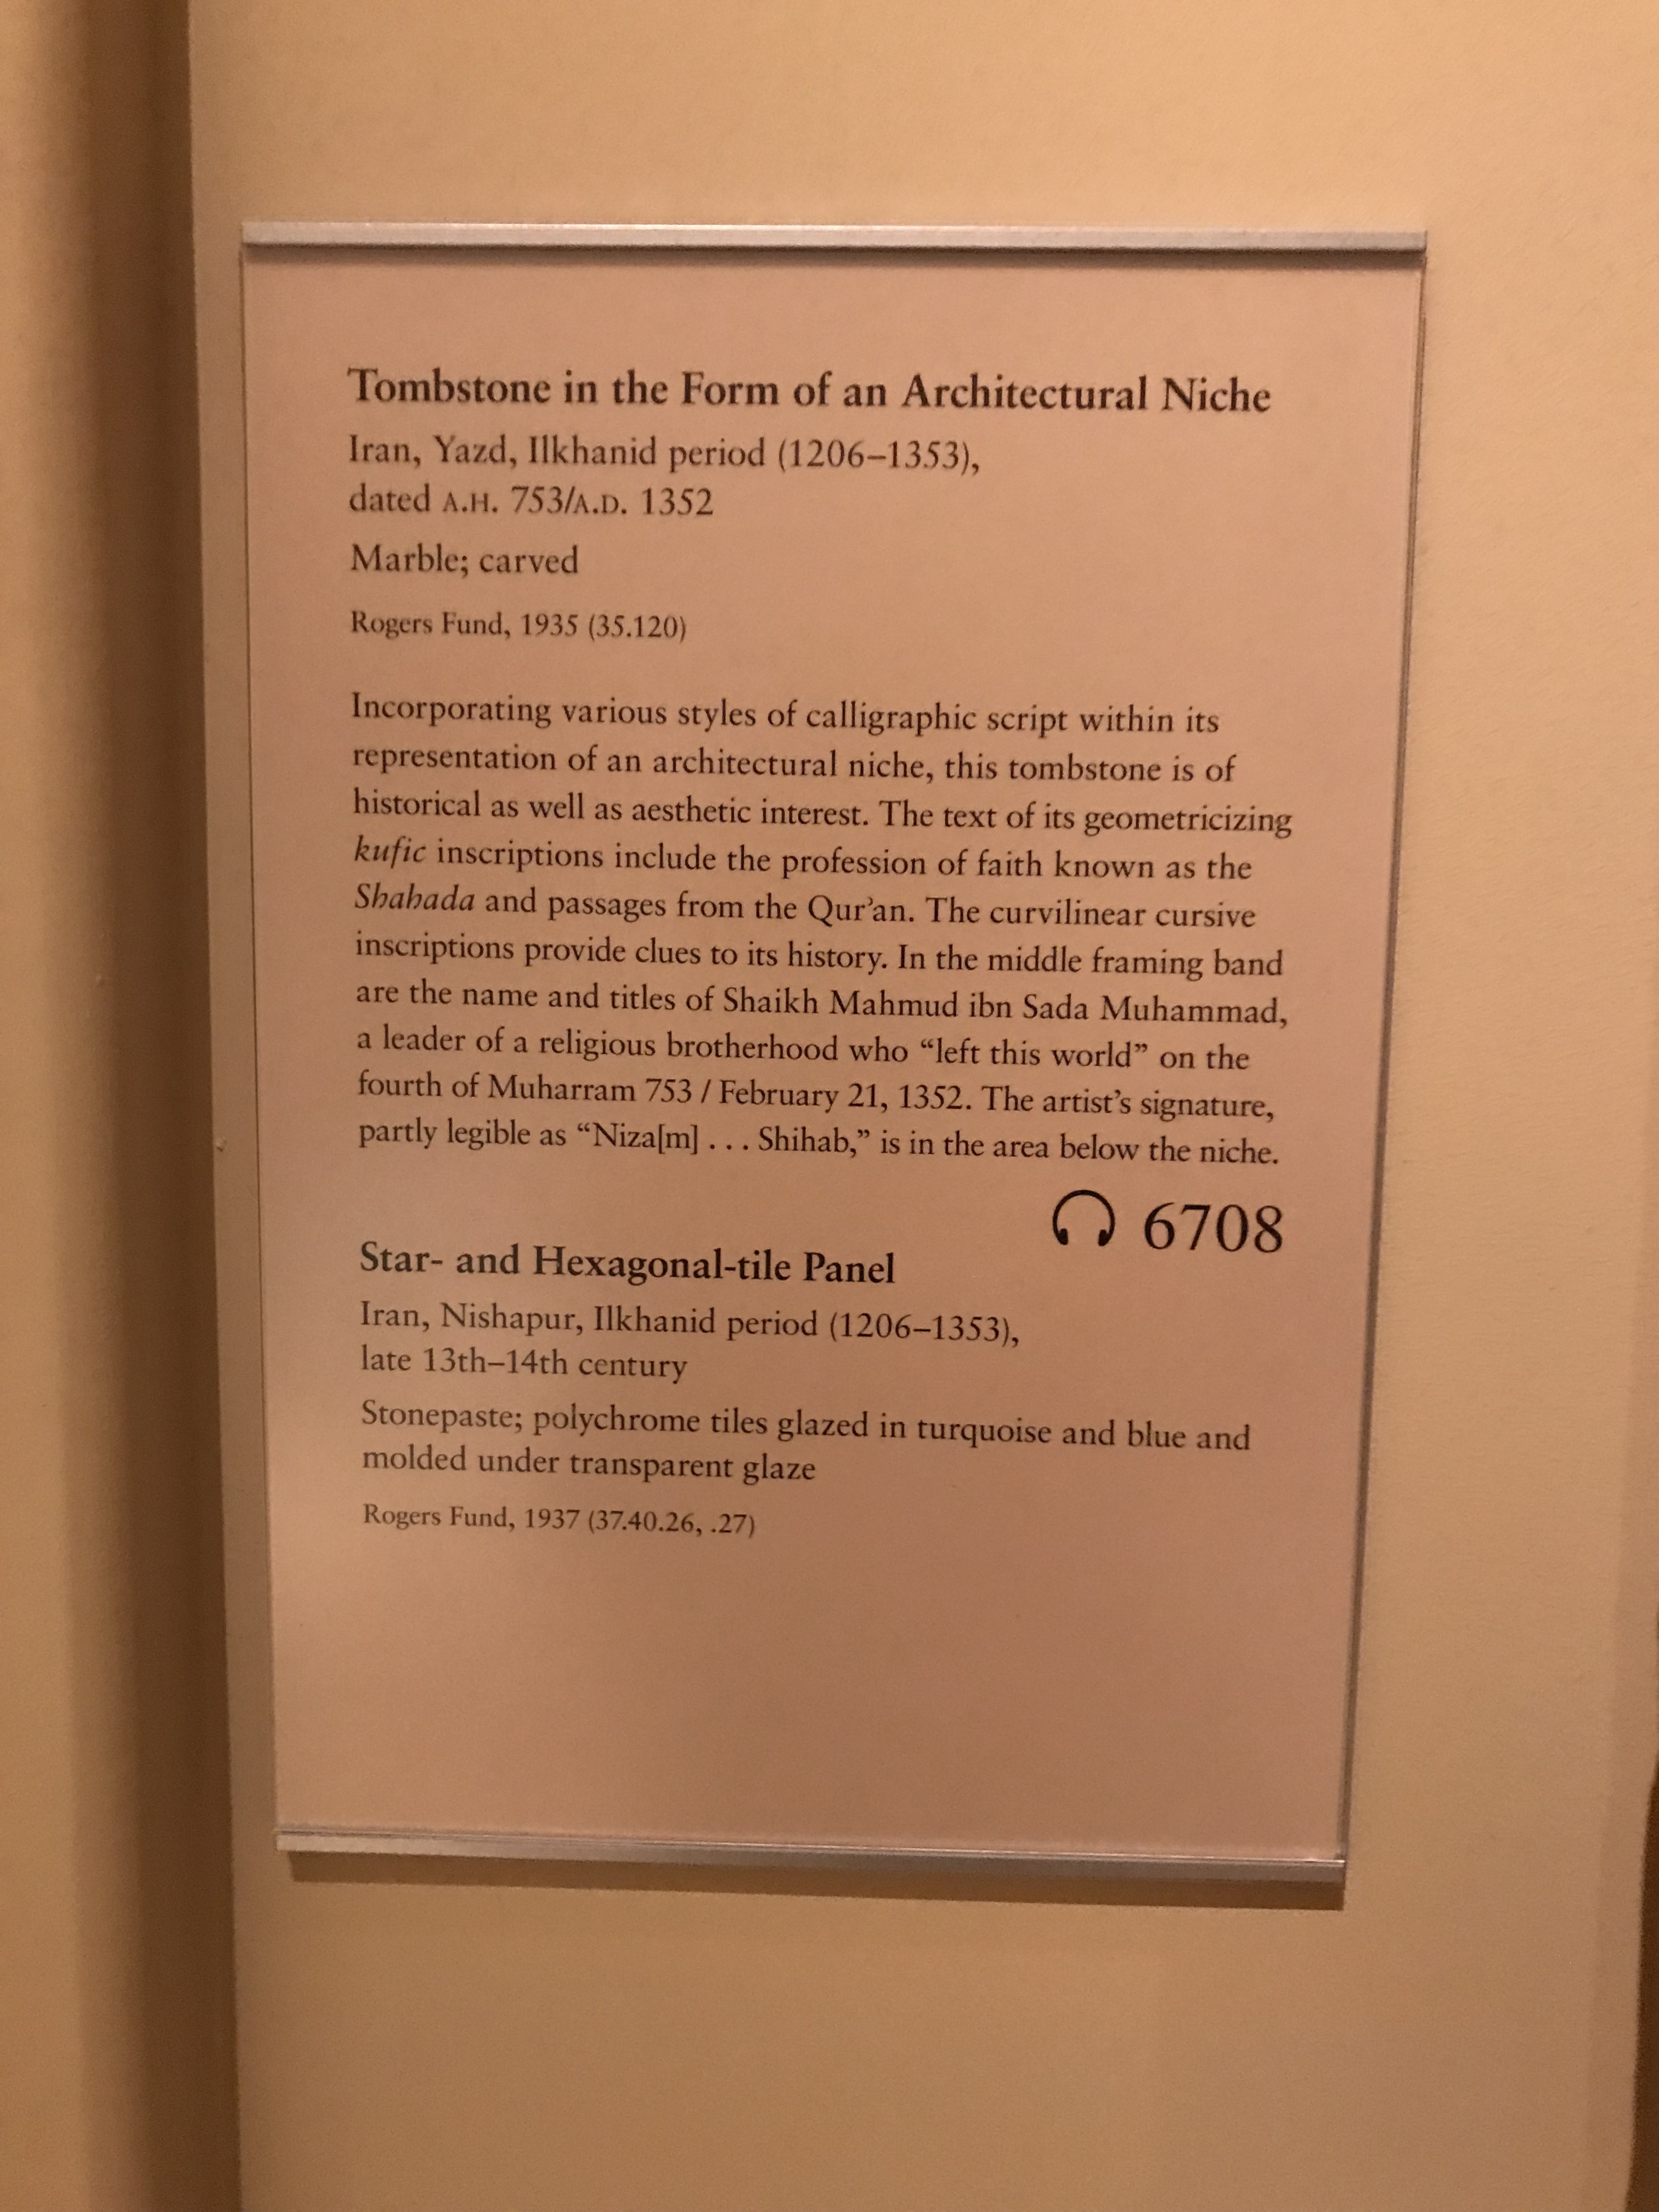 Tombstone in the Form of an Architectural Niche
Iran, Yazd, Ilkhanid period (1206–1353),
dated A.H. 753/A.D. 1352
Marble; carved
Rogers Fund, 1935 (35.120)
Incorporating various styles of calligraphic script within its
representation of an architectural niche, this tombstone is of
historical as well as aesthetic interest. The text of its geometricizing
kufic inscriptions include the profession of faith known as the
Shahada and passages from the Qur’an. The curvilinear cursive
inscriptions provide clues to its history. In the middle framing band
are the name and titles of Shaikh Mahmud ibn Sada Muhammad,
a leader of a religious brotherhood who “left this world” on the
fourth of Muharram 753 / February 21, 1352. The artist’s signature,
partly legible as “Niza[m] . . . Shihab,” is in the area below the niche.
6708
Star- and Hexagonal-tile Panel
Iran, Nishapur, Ilkhanid period (1206–1353),
late 13th–14th century
Stonepaste; polychrome tiles glazed in turquoise and blue and
molded under transparent glaze
Rogers Fund, 1937 (37.40.26, .27)